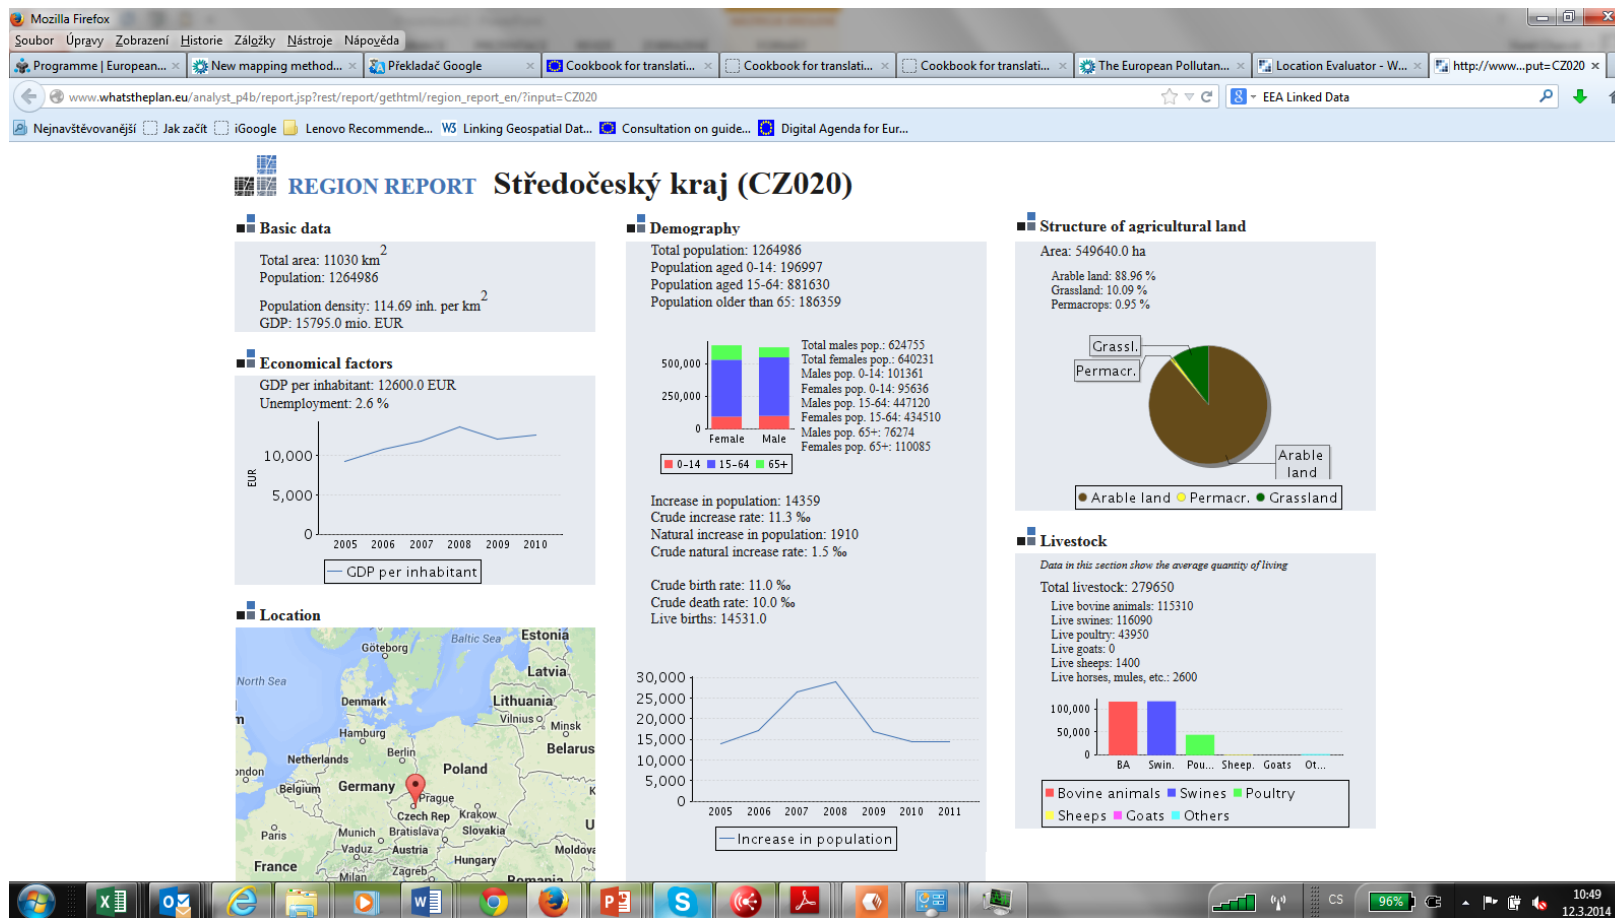 Mozilla Firefox
Soubor Úpravy Zobrazení Historie Záložky Nástroje Nápověda
Programme | European... New mapping method... Překladač Google Cookbook for translati... Cookbook for translati... Cookbook for translati... The European Pollutan... Location Evaluator - W... http://www...put=CZ020
www.whatstheplan.eu/analyst_p4b/report.jsp?rest/report/gethtml/region_report_en/?input=CZ020
EEA Linked Data
Nejnavštěvovanější Jak začít iGoogle Lenovo Recommende... Linking Geospatial Dat... Consultation on guide... Digital Agenda for Eur...
REGION REPORT Středočeský kraj (CZ020)
Basic data
Total area: 11030 km2
Population: 1264986
Population density: 114.69 inh. per km2
GDP: 15795.0 mio. EUR
Economical factors
GDP per inhabitant: 12600.0 EUR
Unemployment: 2.6 %
10,000
5,000
0
EUR
2005 2006 2007 2008 2009 2010
GDP per inhabitant
Location
Baltic Sea
Estonia
Göteborg
North Sea
Latvia
Denmark
Lithuania
Vilnius
Minsk
Hamburg
Berlin
Belarus
Netherlands
Poland
ondon
Belgium
Germany
Prague
Czech Rep
Krakow
Paris
Munich
Bratislava
Slovakia
Vaduz
Austria
Moldova
Hungary
France
Milan
Zagreb
Romania
Demography
Total population: 1264986
Population aged 0-14: 196997
Population aged 15-64: 881630
Population older than 65: 186359
500,000
250,000
0
Female Male
0-14 15-64 65+
Total males pop.: 624755
Total females pop.: 640231
Males pop. 0-14: 101361
Females pop. 0-14: 95636
Males pop. 15-64: 447120
Females pop. 15-64: 434510
Males pop. 65+: 76274
Females pop. 65+: 110085
Increase in population: 14359
Crude increase rate: 11.3 ‰
Natural increase in population: 1910
Crude natural increase rate: 1.5 ‰
Crude birth rate: 11.0 ‰
Crude death rate: 10.0 ‰
Live births: 14531.0
30,000
25,000
20,000
15,000
10,000
5,000
0
2005 2006 2007 2008 2009 2010 2011
Increase in population
Structure of agricultural land
Area: 549640.0 ha
Arable land: 88.96 %
Grassland: 10.09 %
Permacrops: 0.95 %
Grassl.
Permacr.
Arable
land
Arable land Permacr. Grassland
Livestock
Data in this section show the average quantity of living
Total livestock: 279650
Live bovine animals: 115310
Live swines: 116090
Live poultry: 43950
Live goats: 0
Live sheeps: 1400
Live horses, mules, etc.: 2600
100,000
50,000
0
BA Swin. Pou... Sheep. Goats Ot...
Bovine animals Swines Poultry
Sheeps Goats Others
CS
96%
10:49
12.3.2014